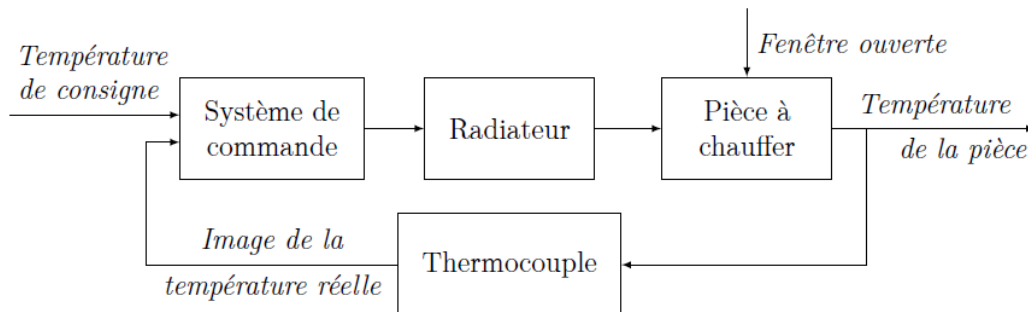 Température
de consigne
Système de
commande
Radiateur
Fenêtre ouverte
Pièce à
chauffer
Température
de la pièce
Image de la
température réelle
Thermocouple